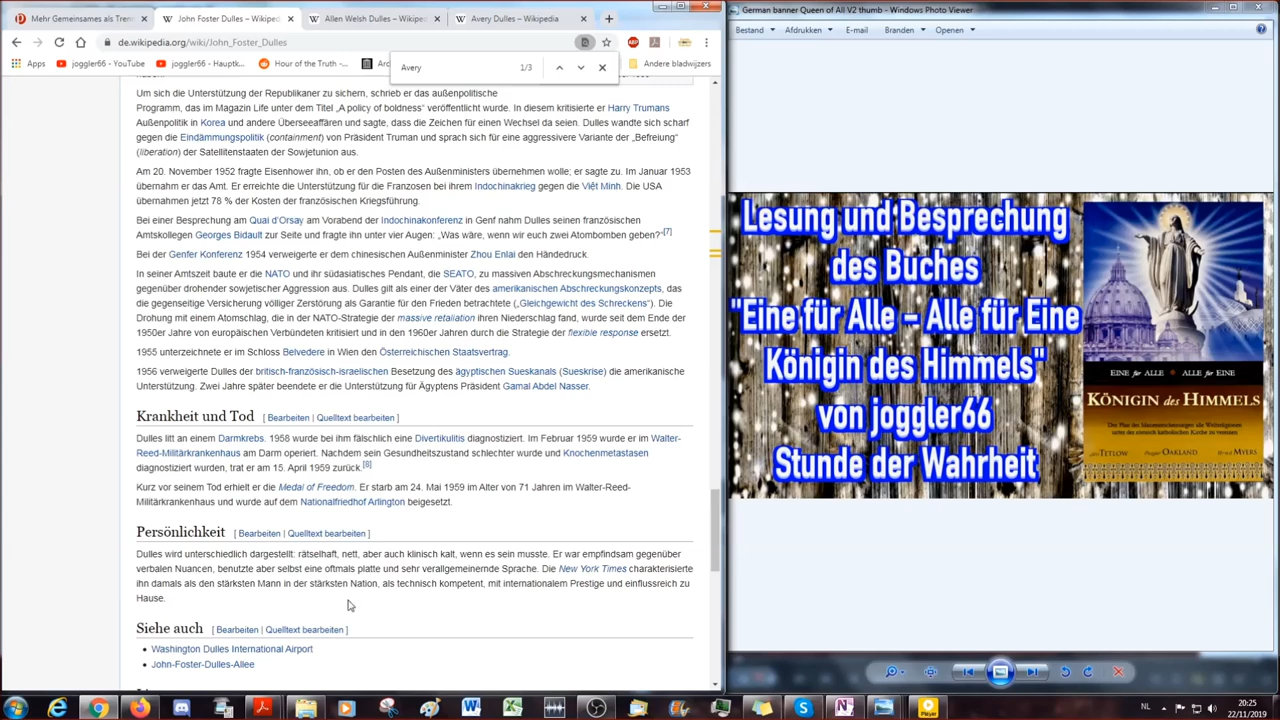 Mehr Gemeinsames als Trenn
John Foster Dulles – Wikiped
Allen Welsh Dulles – Wikiped
Avery Dulles – Wikipedia
German banner Queen of All V2 thumb - Windows Photo Viewer
de.wikipedia.org/wiki/John_Foster_Dulles
Bestand
Afdrukken
E-mail
Branden
Openen
Apps
joggler66 - YouTube
joggler66 - Hauptk...
Hour of the Truth -...
Avery
1/3
Andere bladwijzers
Um sich die Unterstützung der Republikaner zu sichern, schrieb er das außenpolitische
Programm, das im Magazin Life unter dem Titel „A policy of boldness“ veröffentlicht wurde. In diesem kritisierte er Harry Trumans
Außenpolitik in Korea und andere Überseeaffären und sagte, dass die Zeichen für einen Wechsel da seien. Dulles wandte sich scharf
gegen die Eindämmungspolitik (containment) von Präsident Truman und sprach sich für eine aggressivere Variante der „Befreiung“
(liberation) der Satellitenstaaten der Sowjetunion aus.
Am 20. November 1952 fragte Eisenhower ihn, ob er den Posten des Außenministers übernehmen wolle; er sagte zu. Im Januar 1953
übernahm er das Amt. Er erreichte die Unterstützung für die Franzosen bei ihrem Indochinakrieg gegen die Việt Minh. Die USA
übernahmen jetzt 78 % der Kosten der französischen Kriegsführung.
Bei einer Besprechung am Quai d’Orsay am Vorabend der Indochinakonferenz in Genf nahm Dulles seinen französischen
Amtskollegen Georges Bidault zur Seite und fragte ihn unter vier Augen: „Was wäre, wenn wir euch zwei Atombomben geben?“[7]
Bei der Genfer Konferenz 1954 verweigerte er dem chinesischen Außenminister Zhou Enlai den Händedruck.
In seiner Amtszeit baute er die NATO und ihr südasiatisches Pendant, die SEATO, zu massiven Abschreckungsmechanismen
gegenüber drohender sowjetischer Aggression aus. Dulles gilt als einer der Väter des amerikanischen Abschreckungskonzepts, das
die gegenseitige Versicherung völliger Zerstörung als Garantie für den Frieden betrachtete („Gleichgewicht des Schreckens“). Die
Drohung mit einem Atomschlag, die in der NATO-Strategie der massive retaliation ihren Niederschlag fand, wurde seit dem Ende der
1950er Jahre von europäischen Verbündeten kritisiert und in den 1960er Jahren durch die Strategie der flexible response ersetzt.
1955 unterzeichnete er im Schloss Belvedere in Wien den Österreichischen Staatsvertrag.
1956 verweigerte Dulles der britisch-französisch-israelischen Besetzung des ägyptischen Sueskanals (Sueskrise) die amerikanische
Unterstützung. Zwei Jahre später beendete er die Unterstützung für Ägyptens Präsident Gamal Abdel Nasser.
Krankheit und Tod [ Bearbeiten | Quelltext bearbeiten ]
Dulles litt an einem Darmkrebs. 1958 wurde bei ihm fälschlich eine Divertikulitis diagnostiziert. Im Februar 1959 wurde er im Walter-
Reed-Militärkrankenhaus am Darm operiert. Nachdem sein Gesundheitszustand schlechter wurde und Knochenmetastasen
diagnostiziert wurden, trat er am 15. April 1959 zurück.[8]
Kurz vor seinem Tod erhielt er die Medal of Freedom. Er starb am 24. Mai 1959 im Alter von 71 Jahren im Walter-Reed-
Militärkrankenhaus und wurde auf dem Nationalfriedhof Arlington beigesetzt.
Persönlichkeit [ Bearbeiten | Quelltext bearbeiten ]
Dulles wird unterschiedlich dargestellt: rätselhaft, nett, aber auch klinisch kalt, wenn es sein musste. Er war empfindsam gegenüber
verbalen Nuancen, benutzte aber selbst eine oftmals platte und sehr verallgemeinernde Sprache. Die New York Times charakterisierte
ihn damals als den stärksten Mann in der stärksten Nation, als technisch kompetent, mit internationalem Prestige und einflussreich zu
Hause.
Siehe auch [ Bearbeiten | Quelltext bearbeiten ]
Washington Dulles International Airport
John-Foster-Dulles-Allee
Lesung und Besprechung
des Buches
"Eine für Alle – Alle für Eine
Königin des Himmels"
von joggler66
Stunde der Wahrheit
EINE für ALLE • ALLE für EINE
KÖNIGIN des HIMMELS
TETLOW
OAKLAND
MYERS
NL
20:25
22/11/2019